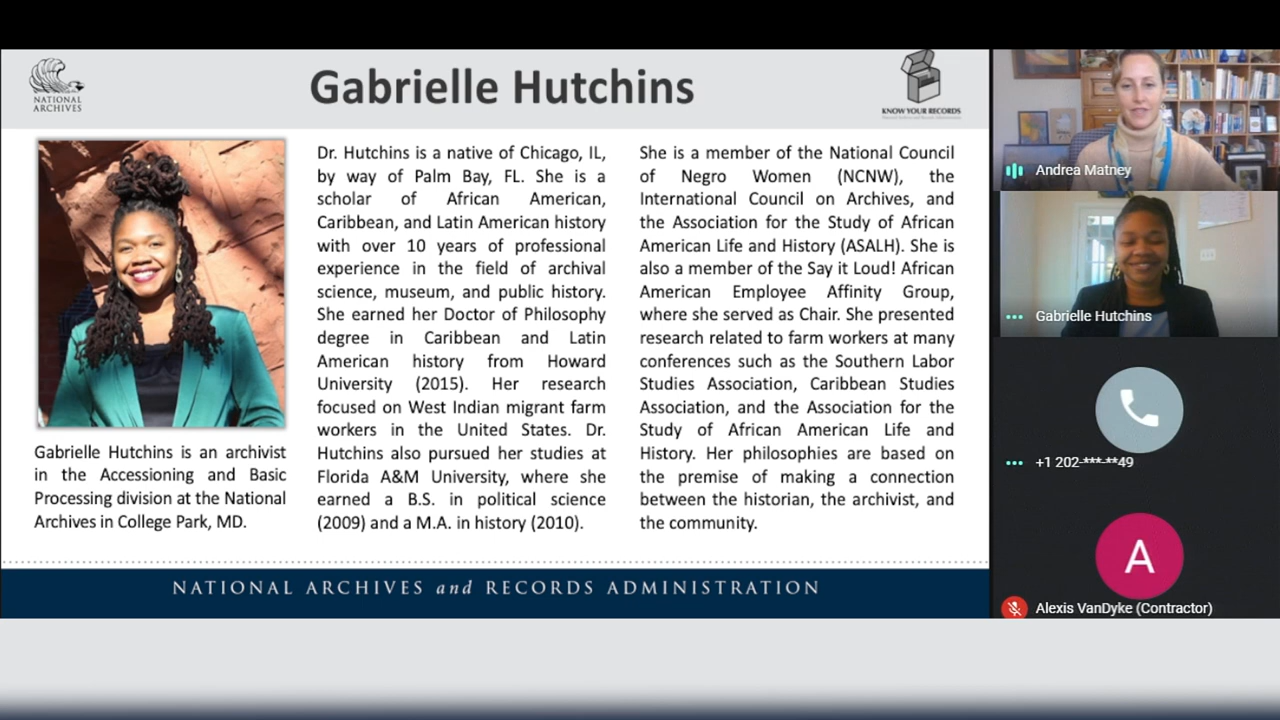 NATIONAL
ARCHIVES
Gabrielle Hutchins
KNOW YOUR RECORDS
Gabrielle Hutchins is an archivist
in the Accessioning and Basic
Processing division at the National
Archives in College Park, MD.
Dr. Hutchins is a native of Chicago, IL,
by way of Palm Bay, FL. She is a
scholar of African American,
Caribbean, and Latin American history
with over 10 years of professional
experience in the field of archival
science, museum, and public history.
She earned her Doctor of Philosophy
degree in Caribbean and Latin
American history from Howard
University (2015). Her research
focused on West Indian migrant farm
workers in the United States. Dr.
Hutchins also pursued her studies at
Florida A&M University, where she
earned a B.S. in political science
(2009) and a M.A. in history (2010).
She is a member of the National Council
of Negro Women (NCNW), the
International Council on Archives, and
the Association for the Study of African
American Life and History (ASALH). She is
also a member of the Say it Loud! African
American Employee Affinity Group,
where she served as Chair. She presented
research related to farm workers at many
conferences such as the Southern Labor
Studies Association, Caribbean Studies
Association, and the Association for the
Study of African American Life and
History. Her philosophies are based on
the premise of making a connection
between the historian, the archivist, and
the community.
NATIONAL ARCHIVES and RECORDS ADMINISTRATION
Andrea Matney
Gabrielle Hutchins
+1 202-***-**49
A
Alexis VanDyke (Contractor)